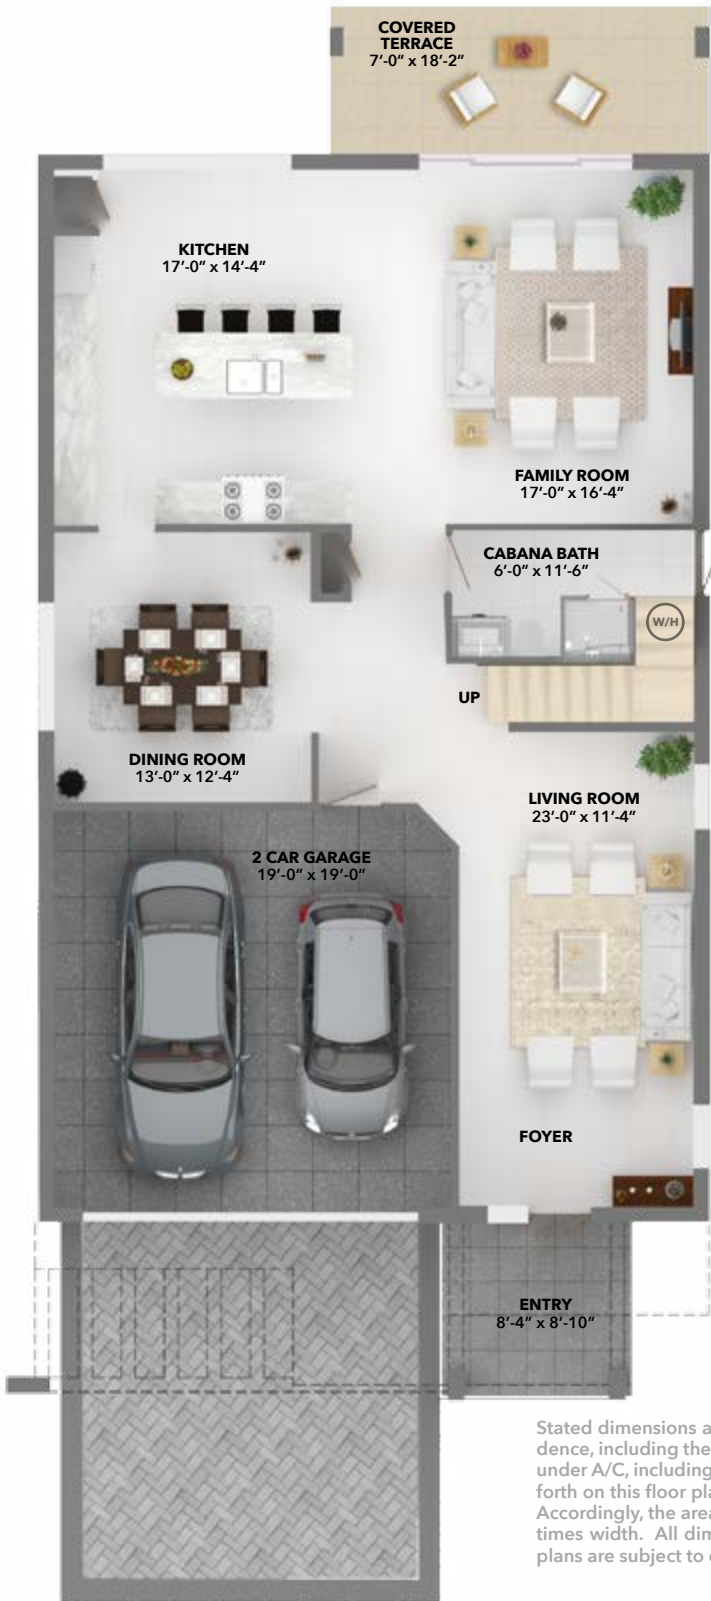 COVERED
TERRACE
7'-0" x 18'-2"
KITCHEN
17'-0" x 14'-4"
FAMILY ROOM
17'-0" x 16'-4"
CABANA BATH
6'-0" x 11'-6"
W/H
UP
DINING ROOM
13'-0" x 12'-4"
LIVING ROOM
23'-0" x 11'-4"
2 CAR GARAGE
19'-0" x 19'-0"
FOYER
ENTRY
8'-4" x 8'-10"
Stated dimensions a
dence, including the
under A/C, including
forth on this floor pla
Accordingly, the area
times width. All dim
plans are subject to